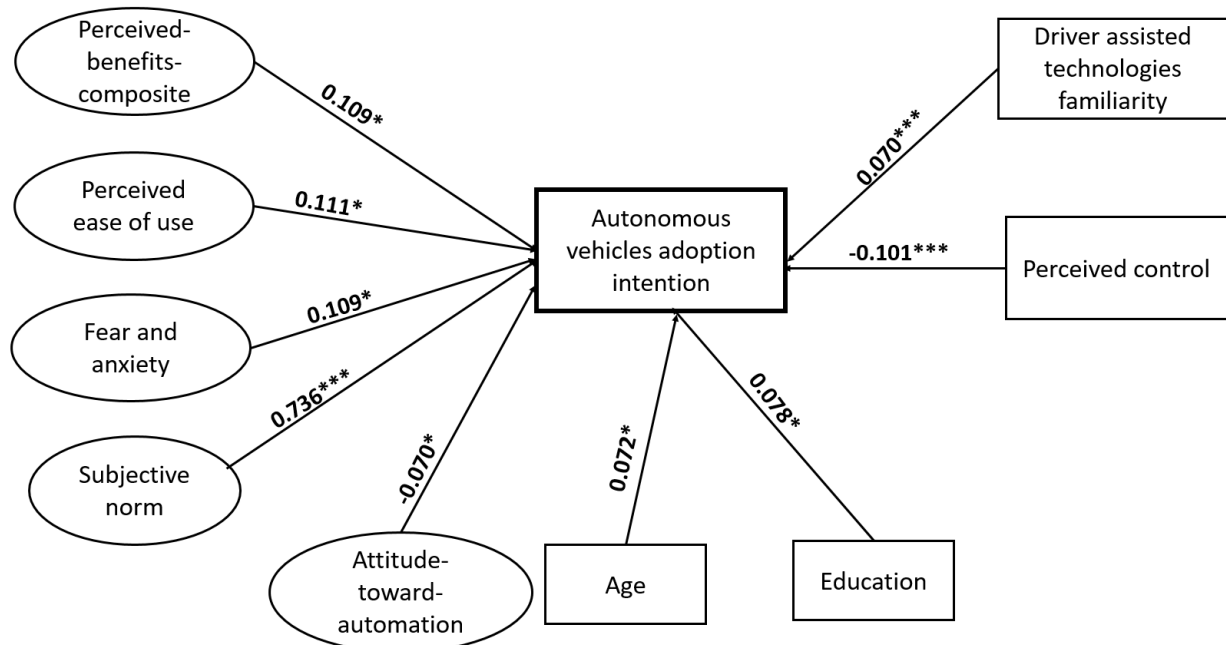 Perceived-
benefits-
composite
0.109*
Perceived
ease of use
0.111*
Fear and
anxiety
0.109*
Subjective
norm
0.736***
Attitude-
toward-
automation
-0.070*
Autonomous
vehicles adoption
intention
Age
0.072*
Education
0.078*
Driver assisted
technologies
familiarity
0.070***
Perceived control
-0.101***